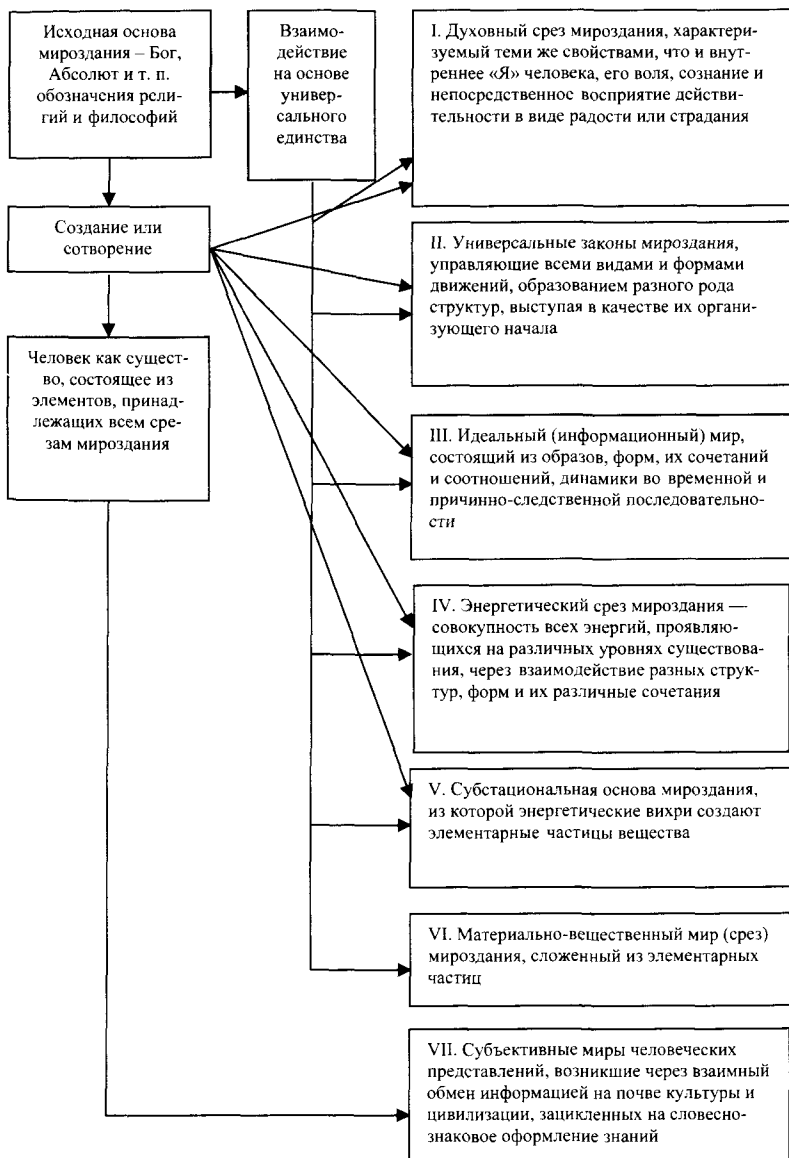 Исходная основа
мироздания – Бог,
Абсолют и т. п.
обозначения рели-
гий и философий
Взаимо-
действие
на основе
универ-
сального
единства
I. Духовный срез мироздания, характери-
зуемый теми же свойствами, что и внут-
реннее «Я» человека, его воля, сознание и
непосредственное восприятие действи-
тельности в виде радости или страдания
Создание или
сотворение
II. Универсальные законы мироздания,
управляющие всеми видами и формами
движений, образованием разного рода
структур, выступая в качестве их органи-
зующего начала
Человек как сущест-
во, состоящее из
элементов, принад-
лежащих всем сре-
зам мироздания
III. Идеальный (информационный) мир,
состоящий из образов, форм, их сочетаний
и соотношений, динамики во временной и
причинно-следственной последовательно-
сти
IV. Энергетический срез мироздания —
совокупность всех энергий, проявляю-
щихся на различных уровнях существова-
ния, через взаимодействие разных струк-
тур, форм и их различные сочетания
V. Субстациональная основа мироздания,
из которой энергетические вихри создают
элементарные частицы вещества
VI. Материально-вещественный мир (срез)
мироздания, сложенный из элементарных
частиц
VII. Субъективные миры человеческих
представлений, возникшие через взаимный
обмен информацией на почве культуры и
цивилизации, зацикленных на словесно-
знаковое оформление знаний